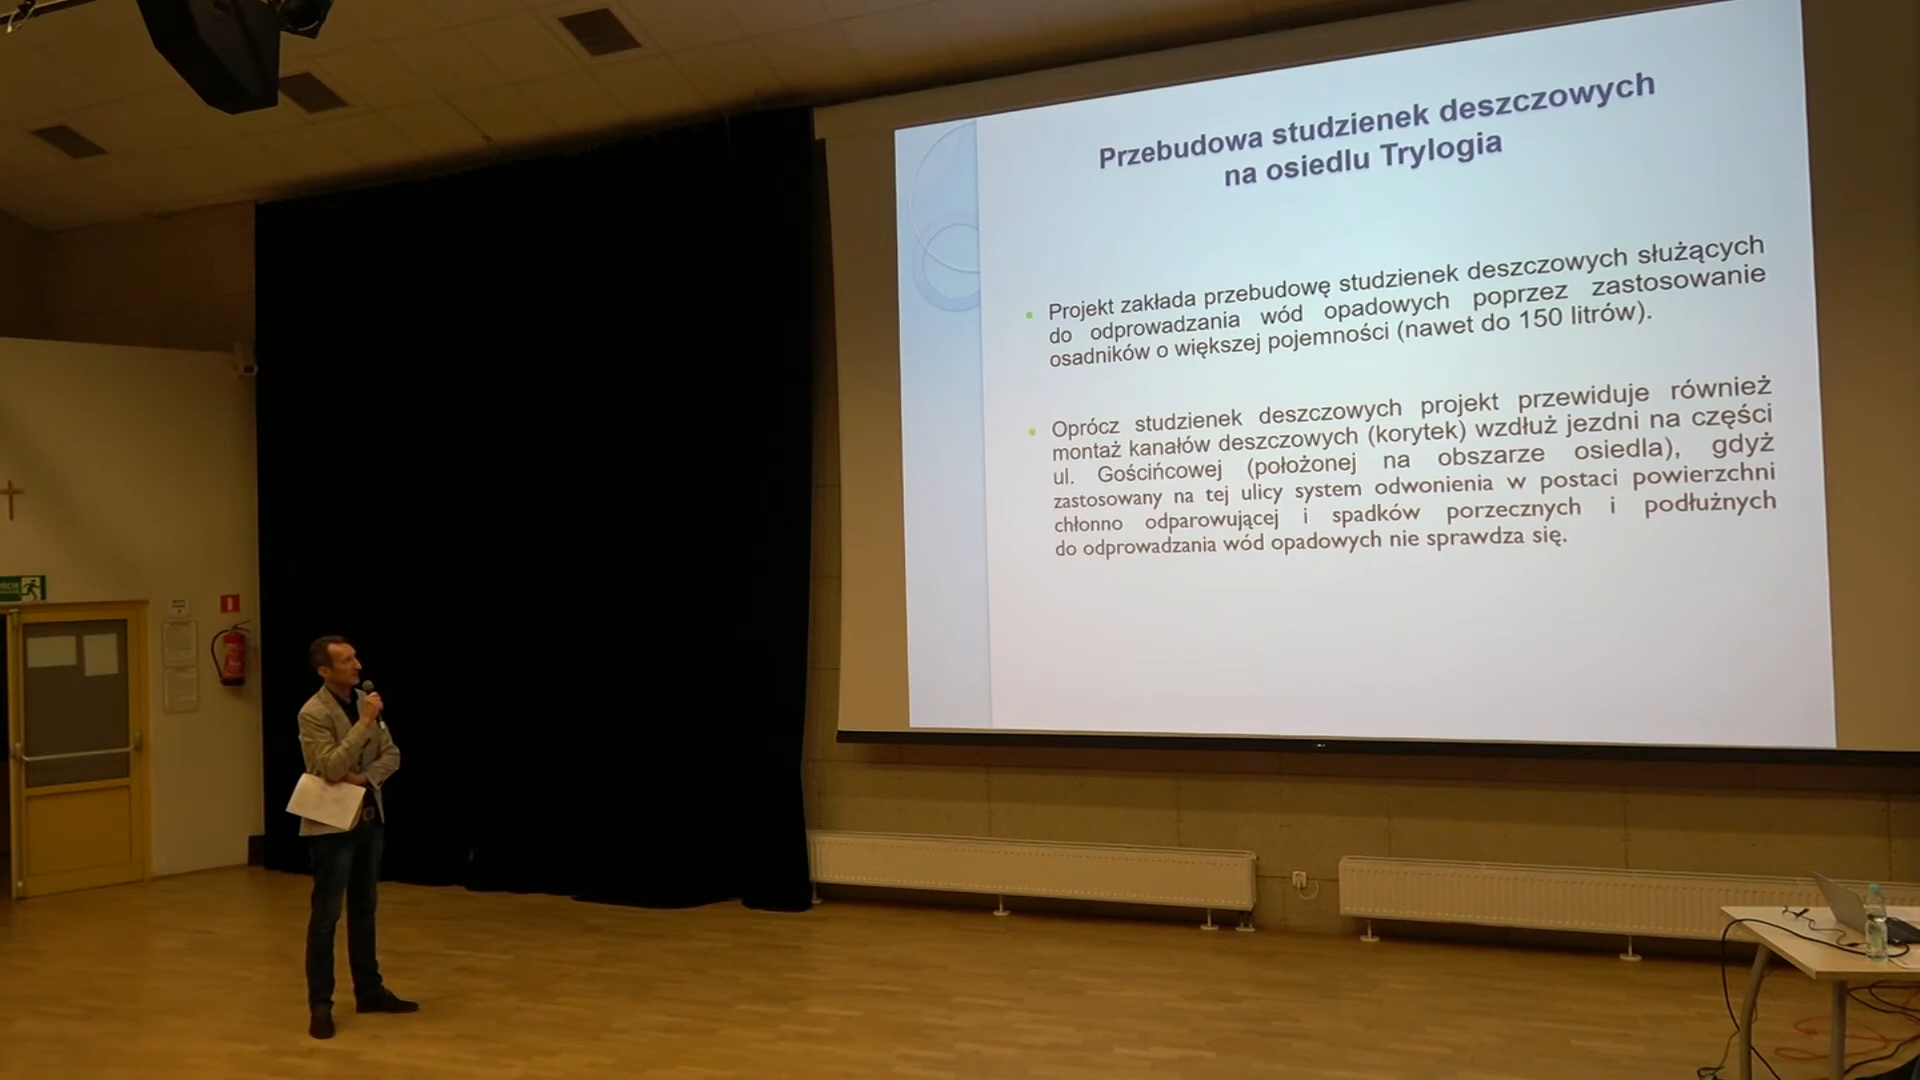 Przebudowa studzienek deszczowych
na osiedlu Trylogia
Projekt zakłada przebudowę studzienek deszczowych służących
do odprowadzania wód opadowych poprzez zastosowanie
osadników o większej pojemności (nawet do 150 litrów).
Oprócz studzienek deszczowych projekt przewiduje również
montaż kanałów deszczowych (korytek) wzdłuż jezdni na części
ul. Gościńcowej (położonej na obszarze osiedla), gdyż
zastosowany na tej ulicy system odwonienia w postaci powierzchni
chłonno odparowującej i spadków porzecznych i podłużnych
do odprowadzania wód opadowych nie sprawdza się.